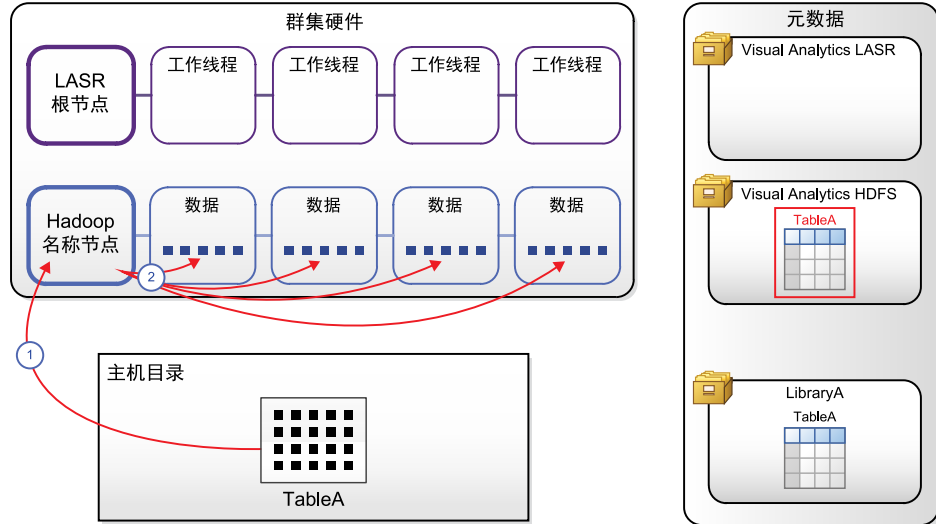 群集硬件
LASR
根节点
工作线程
工作线程
工作线程
工作线程
Hadoop
名称节点
数据
数据
数据
数据
2
1
主机目录
TableA
元数据
Visual Analytics LASR
Visual Analytics HDFS
TableA
LibraryA
TableA